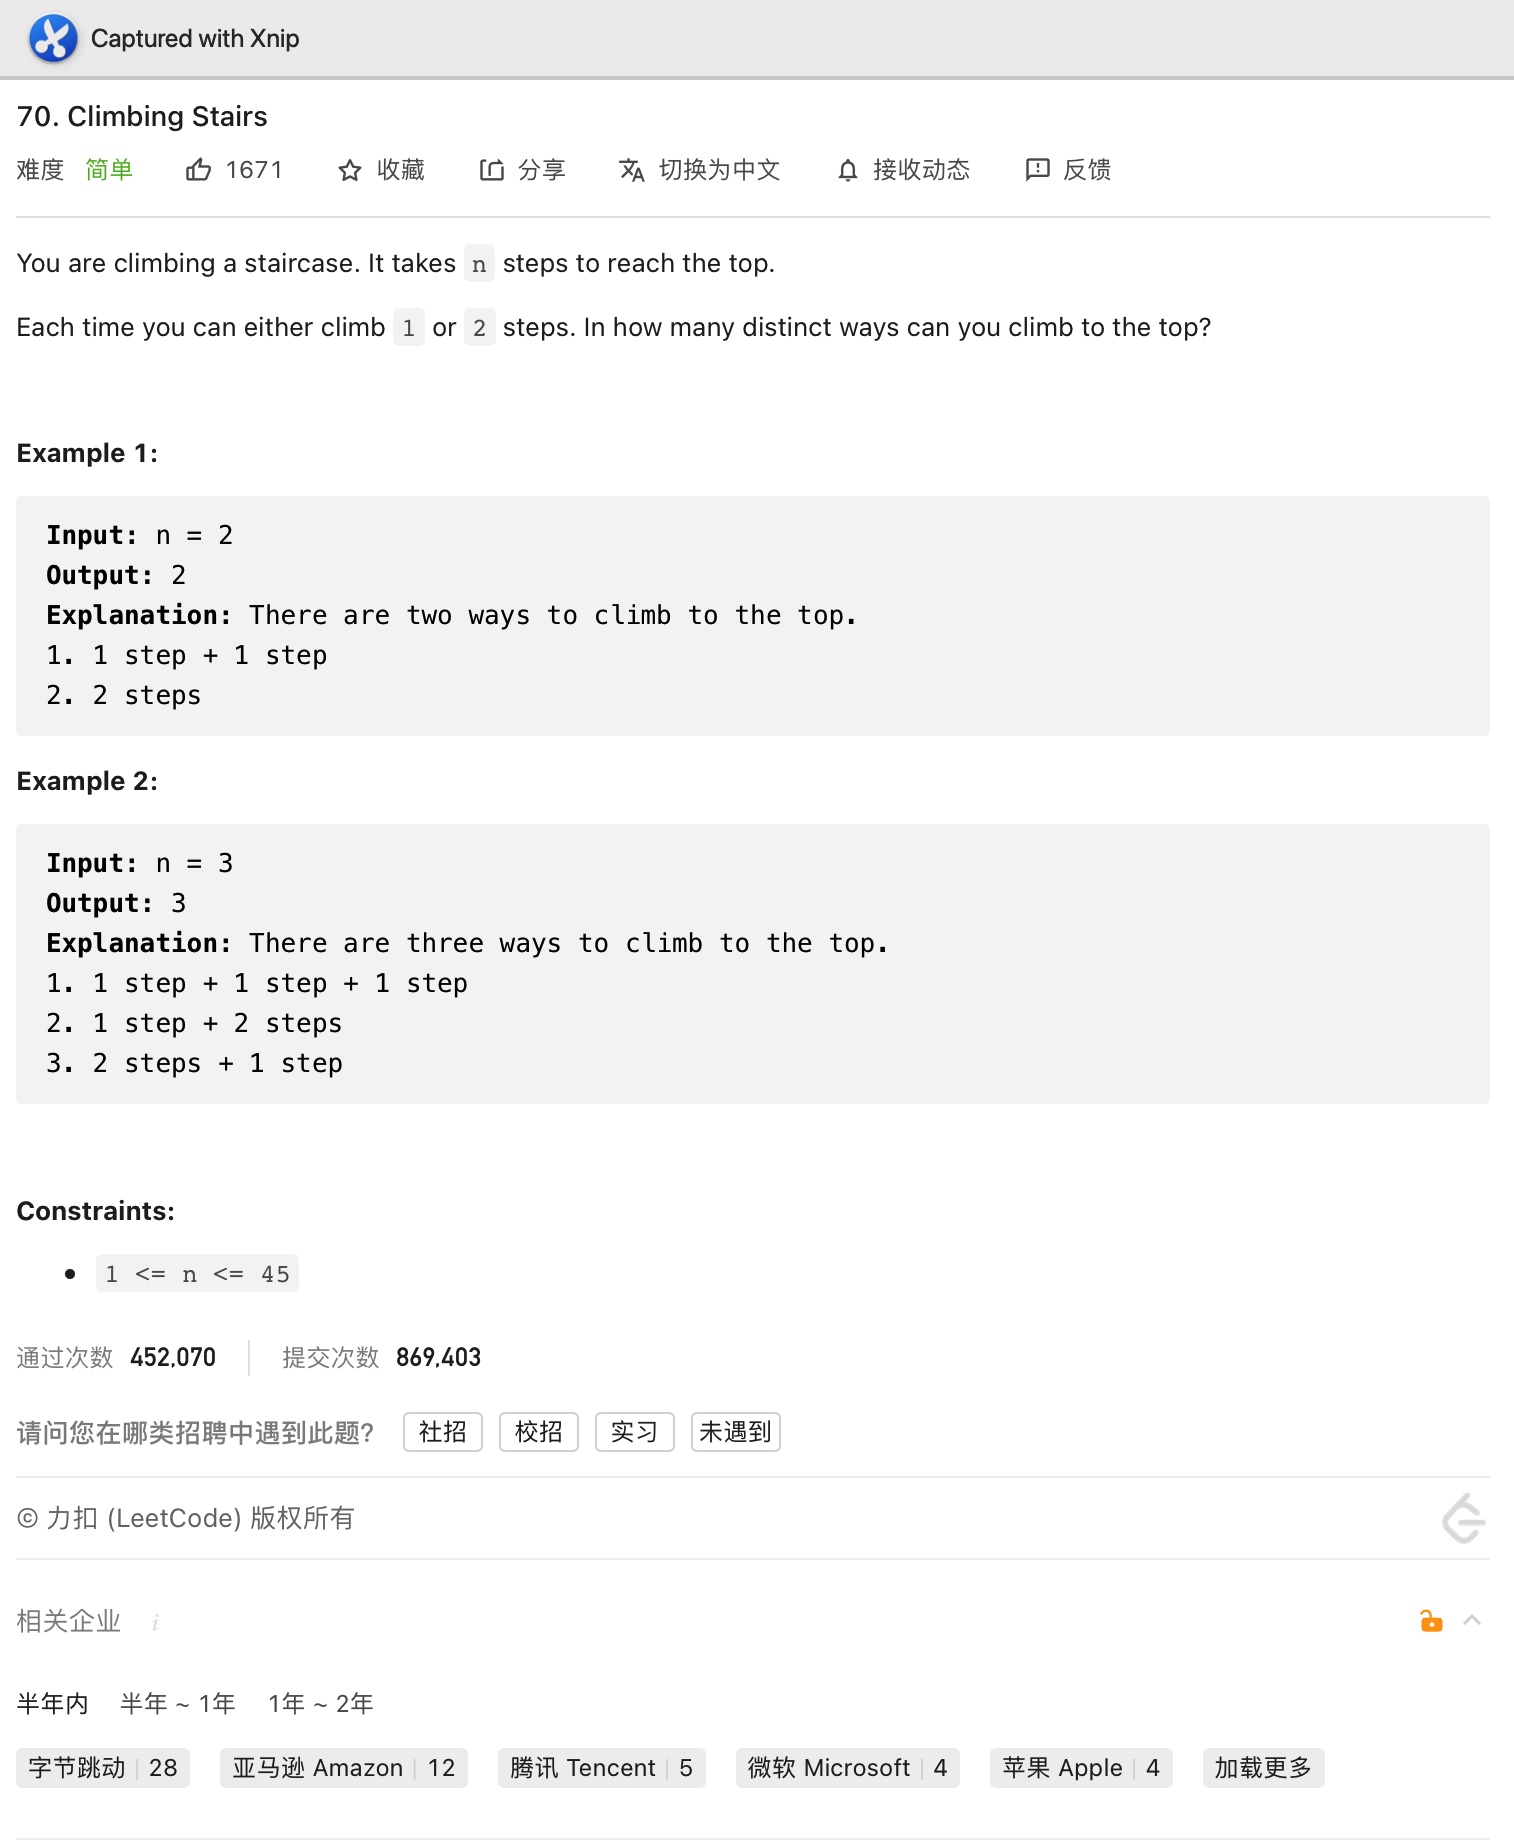 Captured with Xnip
70. Climbing Stairs
难度 简单 1671 收藏 分享 切换为中文 接收动态 反馈
You are climbing a staircase. It takes n steps to reach the top.
Each time you can either climb 1 or 2 steps. In how many distinct ways can you climb to the top?
Example 1:
Input: n = 2
Output: 2
Explanation: There are two ways to climb to the top.
1. 1 step + 1 step
2. 2 steps
Example 2:
Input: n = 3
Output: 3
Explanation: There are three ways to climb to the top.
1. 1 step + 1 step + 1 step
2. 1 step + 2 steps
3. 2 steps + 1 step
Constraints:
1 <= n <= 45
通过次数 452,070 提交次数 869,403
请问您在哪类招聘中遇到此题? 社招 校招 实习 未遇到
© 力扣 (LeetCode) 版权所有
相关企业 i
半年内 半年 ~ 1年 1年 ~ 2年
字节跳动 | 28 亚马逊 Amazon | 12 腾讯 Tencent | 5 微软 Microsoft | 4 苹果 Apple | 4 加载更多